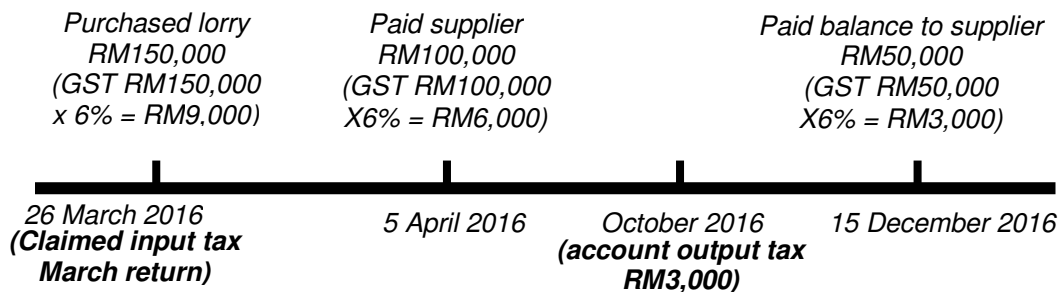 Purchased lorry
RM150,000
(GST RM150,000
x 6% = RM9,000)
Paid supplier
RM100,000
(GST RM100,000
X6% = RM6,000)
Paid balance to supplier
RM50,000
(GST RM50,000
X6% = RM3,000)
26 March 2016
(Claimed input tax
March return)
5 April 2016
October 2016
(account output tax
RM3,000)
15 December 2016